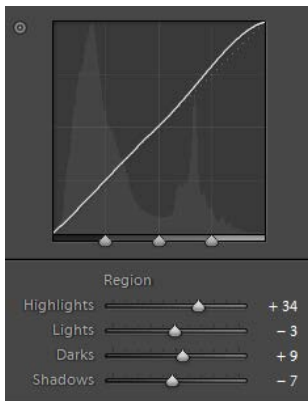 Region
Highlights + 34
Lights − 3
Darks + 9
Shadows − 7